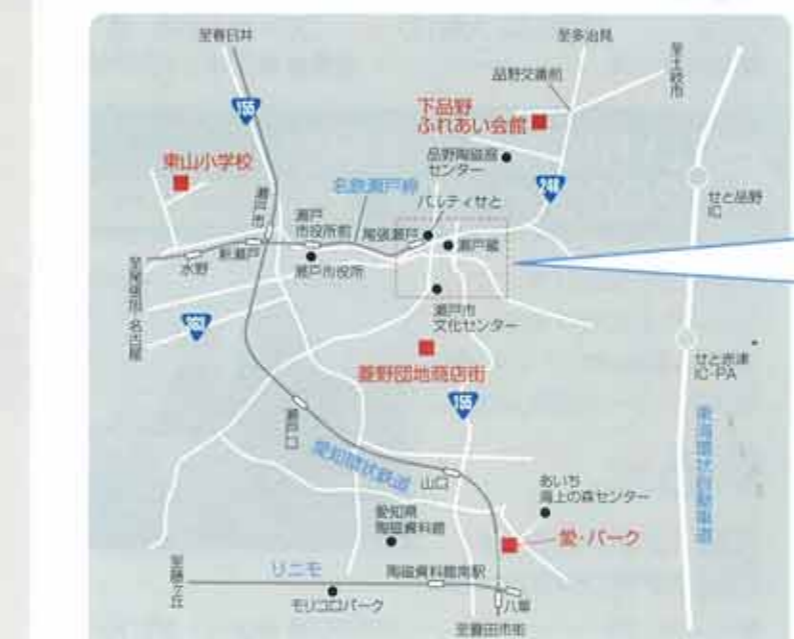 至春日井
至多治見
至土岐市
品野交番前
155
下品野
ふれあい会館
東山小学校
品野陶磁器
センター
名鉄瀬戸線
パルティせと
248
せと品野
IC
瀬戸市
瀬戸
市役所前
尾張瀬戸
瀬戸蔵
新瀬戸
水野
瀬戸市役所
至尾張旭・名古屋
363
瀬戸市
文化センター
せと赤津
IC・PA
菱野団地商店街
155
瀬戸口
東海環状自動車道
愛知環状鉄道
山口
あいち
海上の森センター
愛知県
陶磁資料館
愛・パーク
至藤ヶ丘
リニモ
陶磁資料館南駅
モリコロパーク
八草
至豊田市街